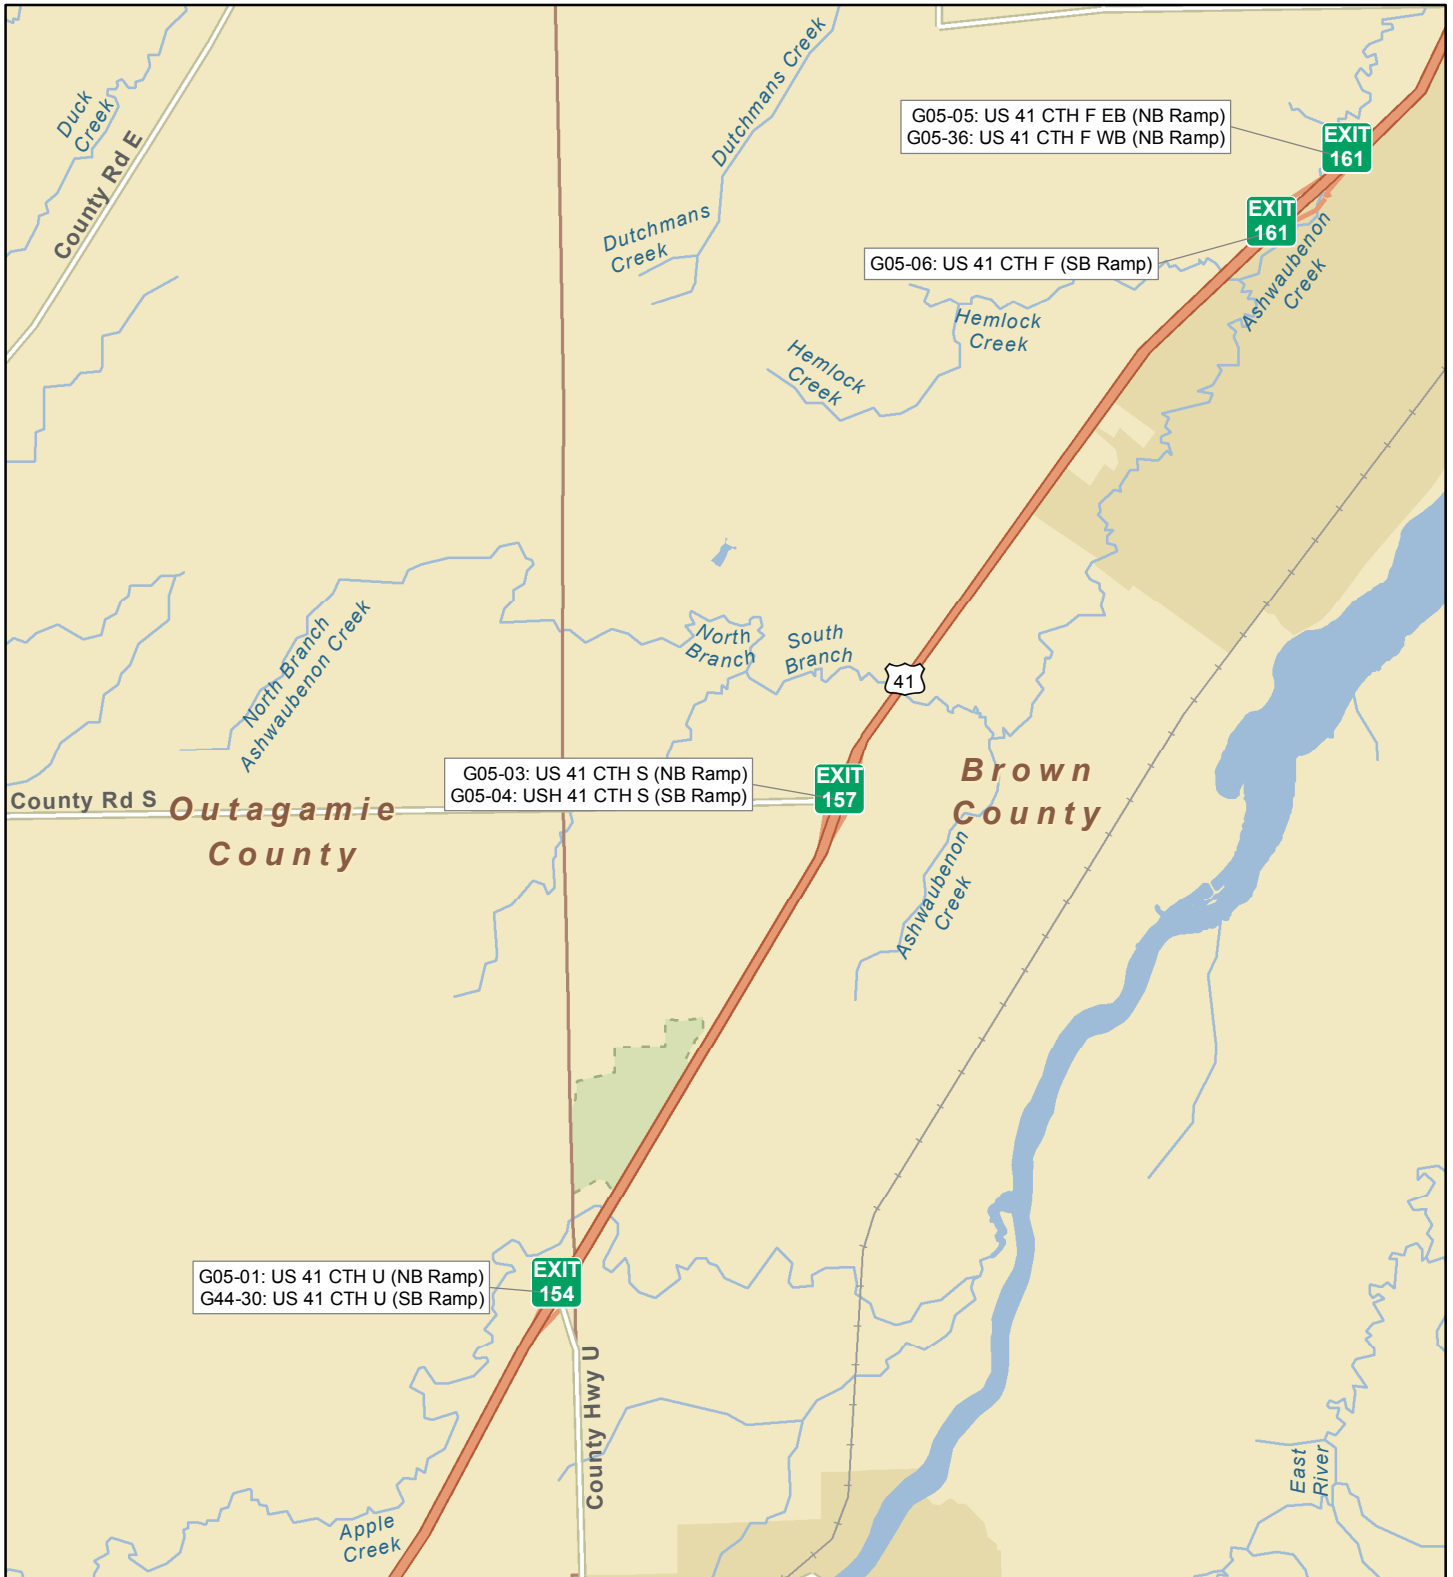 Duck
Creek
County Rd E
Dutchmans Creek
Dutchmans
Creek
G05-05: US 41 CTH F EB (NB Ramp)
G05-36: US 41 CTH F WB (NB Ramp)
EXIT
161
EXIT
161
G05-06: US 41 CTH F (SB Ramp)
Ashwaubenon
Creek
Hemlock
Creek
Hemlock
Creek
North Branch
Ashwaubenon Creek
North
Branch
South
Branch
41
G05-03: US 41 CTH S (NB Ramp)
G05-04: USH 41 CTH S (SB Ramp)
EXIT
157
Brown
County
County Rd S
Outagamie
County
Ashwaubenon
Creek
G05-01: US 41 CTH U (NB Ramp)
G44-30: US 41 CTH U (SB Ramp)
EXIT
154
County Hwy U
Apple
Creek
East
River